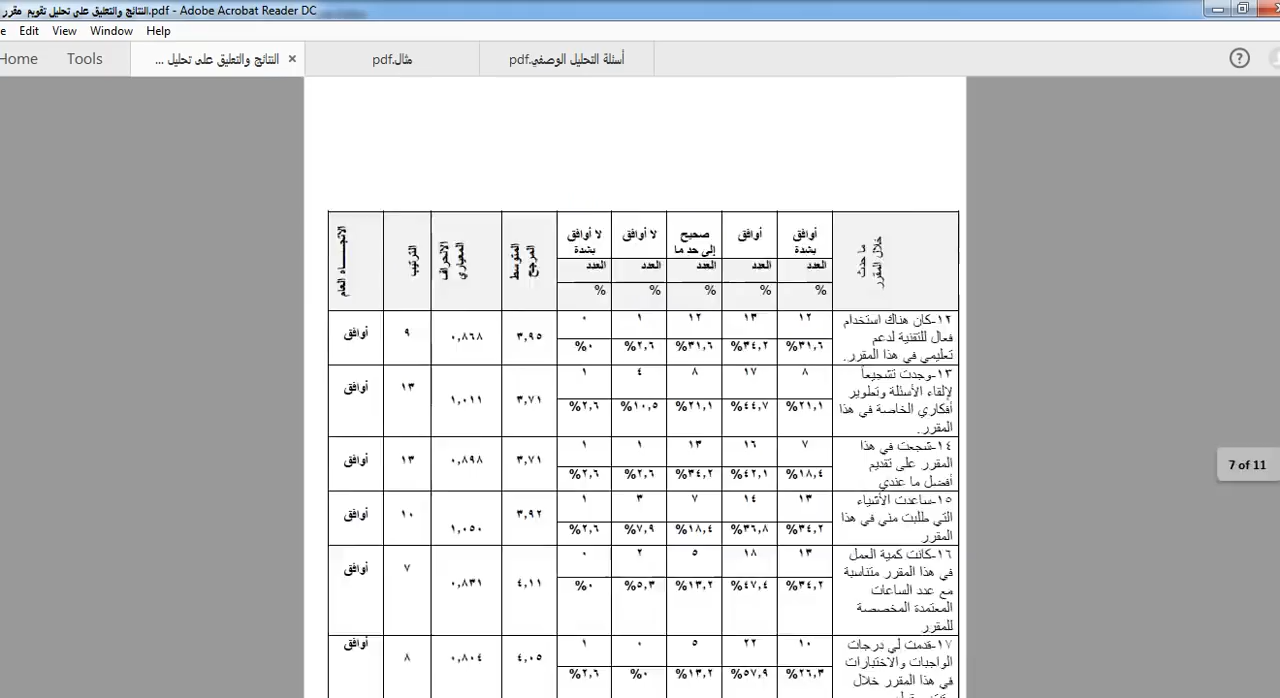 النتائج والتعليق على تحليل تقويم مقرر.pdf - Adobe Acrobat Reader DC
Edit View Window Help
Home Tools النتائج والتعليق على تحليل ... × مثال.pdf أسئلة التحليل الوصفي.pdf
ما حدث خلال المقرر
أوافق بشدة
أوافق
صحيح إلى حد ما
لا أوافق
لا أوافق بشدة
المتوسط المرجح
الانحراف المعياري
الترتيب
الاتجـــاه العام
العدد العدد العدد العدد العدد
% % % % %
١٢-كان هناك استخدام
فعال للتقنية لدعم
تعليمي في هذا المقرر.
١٢ ١٣ ١٢ ١ ٠
%٣١,٦ %٣٤,٢ %٣١,٦ %٢,٦ %٠
٣,٩٥ ٠,٨٦٨ ٩ أوافق
١٣-وجدت تشجيعاً
لإلقاء الأسئلة وتطوير
أفكاري الخاصة في هذا
المقرر.
٨ ١٧ ٨ ٤ ١
%٢١,١ %٤٤,٧ %٢١,١ %١٠,٥ %٢,٦
٣,٧١ ١,٠١١ ١٣ أوافق
١٤-شجعت في هذا
المقرر على تقديم
أفضل ما عندي
٧ ١٦ ١٣ ١ ١
%١٨,٤ %٤٢,١ %٣٤,٢ %٢,٦ %٢,٦
٣,٧١ ٠,٨٩٨ ١٣ أوافق
١٥-ساعدت الأشياء
التي طلبت مني في هذا
المقرر
١٣ ١٤ ٧ ٣ ١
%٣٤,٢ %٣٦,٨ %١٨,٤ %٧,٩ %٢,٦
٣,٩٢ ١,٠٥٠ ١٠ أوافق
١٦-كانت كمية العمل
في هذا المقرر متناسبة
مع عدد الساعات
المعتمدة المخصصة
للمقرر
١٣ ١٨ ٥ ٢ ٠
%٣٤,٢ %٤٧,٤ %١٣,٢ %٥,٣ %٠
٤,١١ ٠,٨٣١ ٧ أوافق
١٧-قدمت لي درجات
الواجبات والاختبارات
في هذا المقرر خلال
١٠ ٢٢ ٥ ٠ ١
%٢٦,٣ %٥٧,٩ %١٣,٢ %٠ %٢,٦
٤,٠٥ ٠,٨٠٤ ٨ أوافق
7 of 11